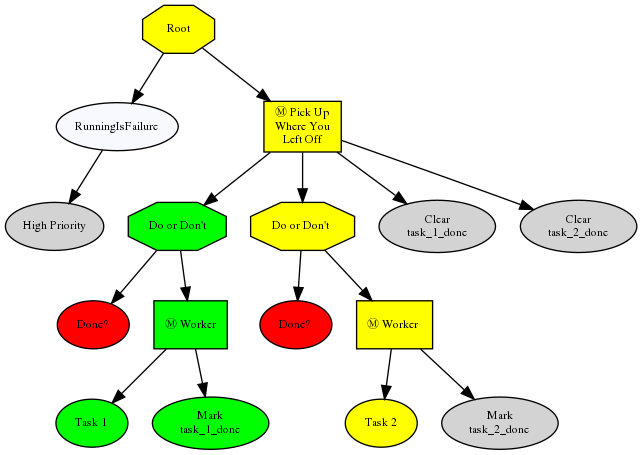 Root
RunningIsFailure
Ⓜ Pick Up
Where You
Left Off
High Priority
Do or Don't
Do or Don't
Clear
task_1_done
Clear
task_2_done
Done?
Ⓜ Worker
Done?
Ⓜ Worker
Task 1
Mark
task_1_done
Task 2
Mark
task_2_done